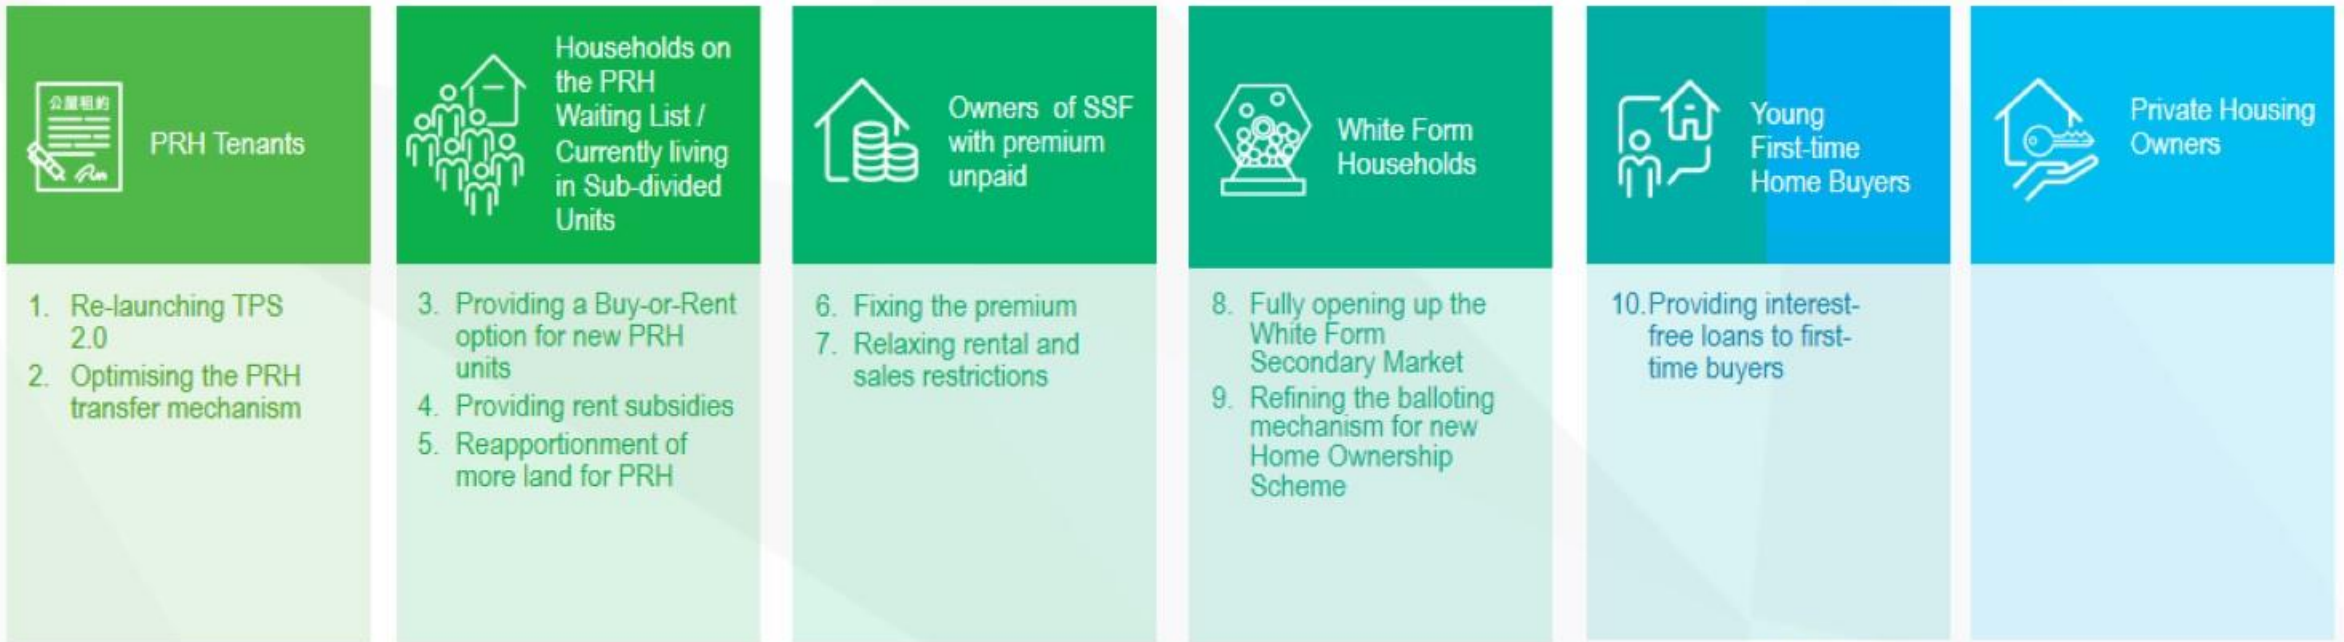 公屋租約
PRH Tenants
1. Re-launching TPS
2.0
2. Optimising the PRH
transfer mechanism
Households on
the PRH
Waiting List /
Currently living
in Sub-divided
Units
3. Providing a Buy-or-Rent
option for new PRH
units
4. Providing rent subsidies
5. Reapportionment of
more land for PRH
Owners of SSF
with premium
unpaid
6. Fixing the premium
7. Relaxing rental and
sales restrictions
White Form
Households
8. Fully opening up the
White Form
Secondary Market
9. Refining the balloting
mechanism for new
Home Ownership
Scheme
Young
First-time
Home Buyers
10.Providing interest-
free loans to first-
time buyers
Private Housing
Owners